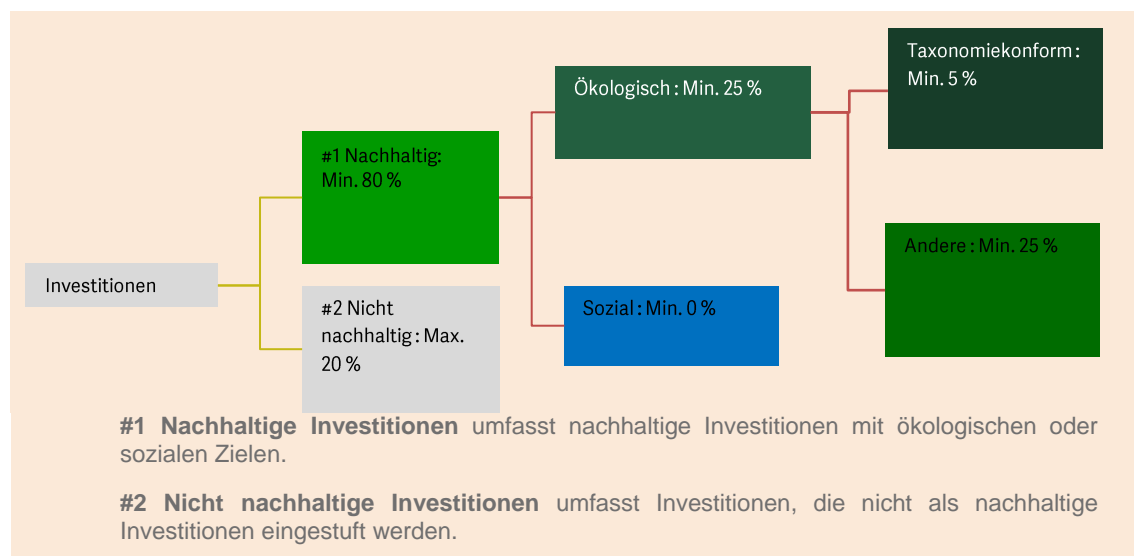 Investitionen
#1 Nachhaltig:
Min. 80 %
#2 Nicht
nachhaltig : Max.
20 %
Ökologisch : Min. 25 %
Sozial : Min. 0 %
Taxonomiekonform :
Min. 5 %
Andere : Min. 25 %
#1 Nachhaltige Investitionen umfasst nachhaltige Investitionen mit ökologischen oder
sozialen Zielen.
#2 Nicht nachhaltige Investitionen umfasst Investitionen, die nicht als nachhaltige
Investitionen eingestuft werden.